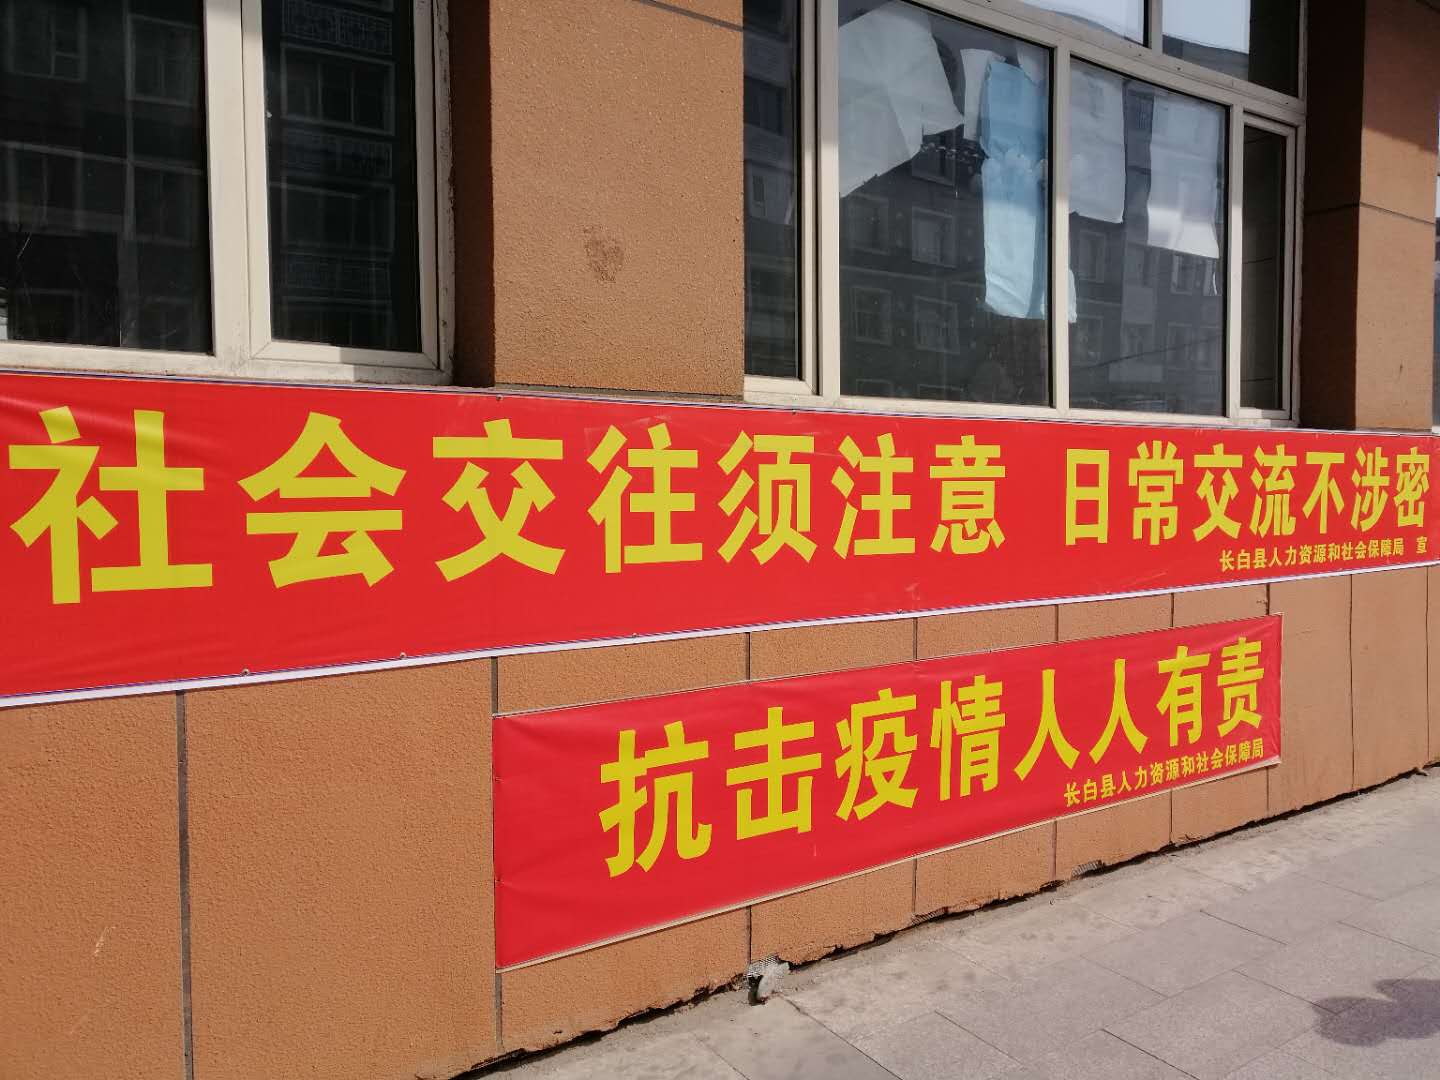 社会交往须注意 日常交流不涉密
长白县人力资源和社会保障局 宣
抗击疫情人人有责
长白县人力资源和社会保障局